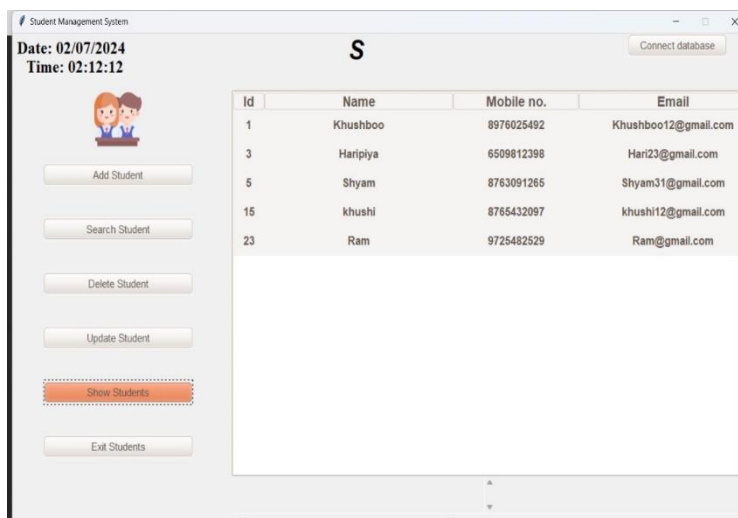 Student Management System
Date: 02/07/2024
Time: 02:12:12
S
Connect database
Add Student
Search Student
Delete Student
Update Student
Show Students
Exit Students
Id Name Mobile no. Email
1 Khushboo 8976025492 Khushboo12@gmail.com
3 Haripiya 6509812398 Hari23@gmail.com
5 Shyam 8763091265 Shyam31@gmail.com
15 khushi 8765432097 khushi12@gmail.com
23 Ram 9725482529 Ram@gmail.com